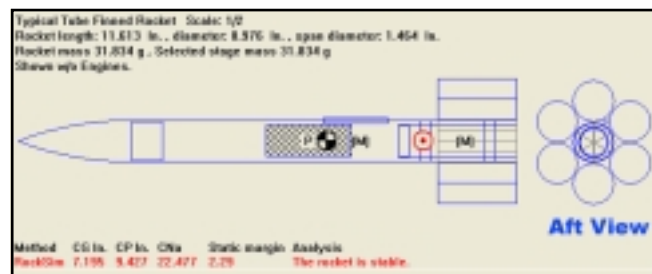 Typical Tube Finned Rocket Scale: 1/2
Rocket length: 11.613 In. , diameter: 0.976 In. , span diameter: 1.464 In.
Rocket mass 31.834 g , Selected stage mass 31.834 g
Shown w/o Engines.
P
[M]
[M]
Aft View
Method CG In. CP In. CNa Static margin Analysis
RockSim 7.195 9.427 22.477 2.29 The rocket is stable.